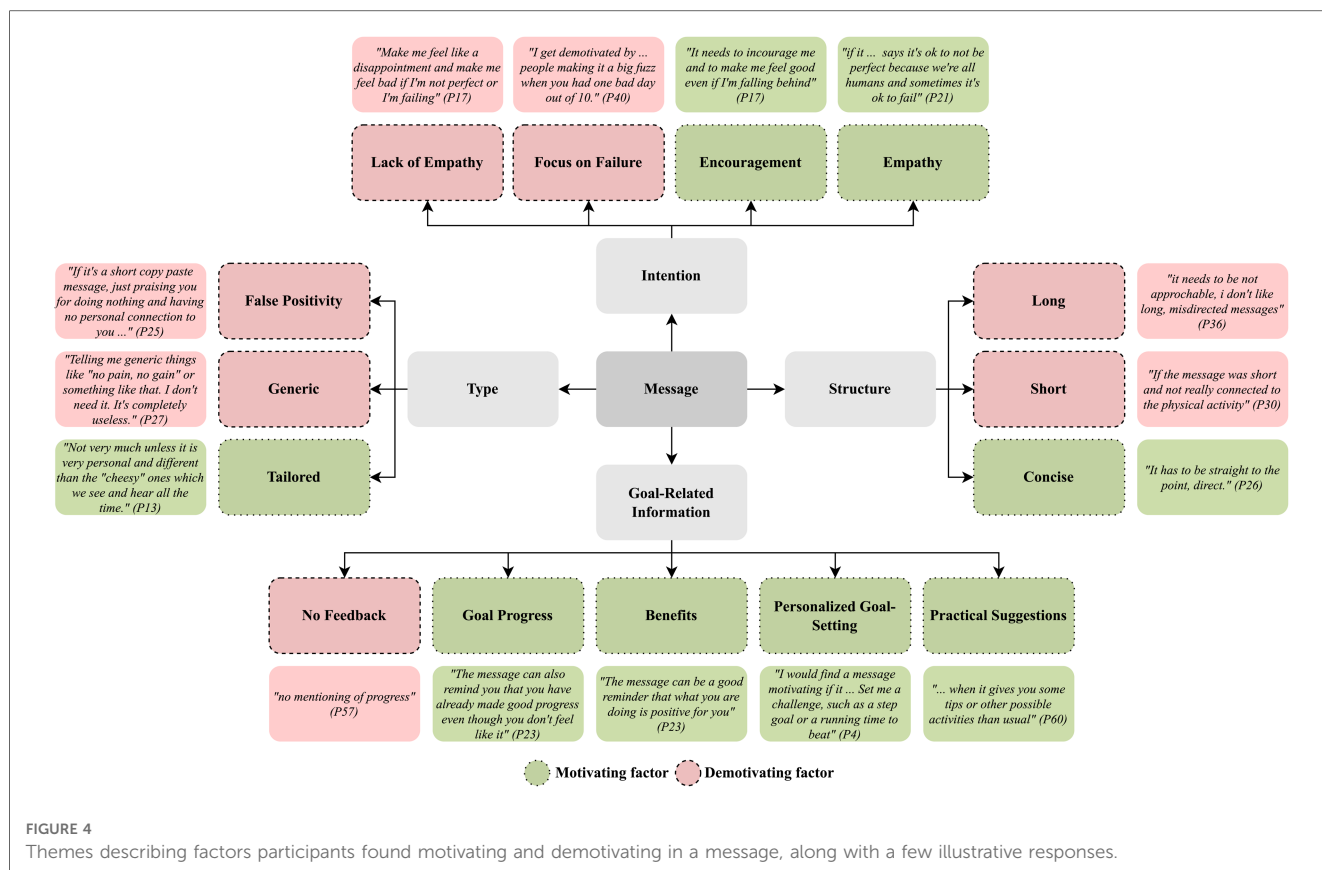 "Make me feel like a
disappointment and make me
feel bad if I'm not perfect or
I'm failing" (P17)
"I get demotivated by ...
people making it a big fuzz
when you had one bad day
out of 10." (P40)
"It needs to incourage me
and to make me feel good
even if I'm falling behind"
(P17)
"if it ... says it's ok to not be
perfect because we're all
humans and sometimes it's
ok to fail" (P21)
Lack of Empathy
Focus on Failure
Encouragement
Empathy
Intention
"If it's a short copy paste
message, just praising you
for doing nothing and having
no personal connection to
you ..." (P25)
False Positivity
"Telling me generic things
like "no pain, no gain" or
something like that. I don't
need it. It's completely
useless." (P27)
Generic
"Not very much unless it is
very personal and different
than the "cheesy" ones which
we see and hear all the
time." (P13)
Tailored
Type
Message
Structure
Long
"it needs to be not
approchable, i don't like
long, misdirected messages"
(P36)
Short
"If the message was short
and not really connected to
the physical activity" (P30)
Concise
"It has to be straight to the
point, direct." (P26)
Goal-Related
Information
No Feedback
Goal Progress
Benefits
Personalized Goal-
Setting
Practical Suggestions
"no mentioning of progress"
(P57)
"The message can also
remind you that you have
already made good progress
even though you don't feel
like it" (P23)
"The message can be a good
reminder that what you are
doing is positive for you"
(P23)
"I would find a message
motivating if it ... Set me a
challenge, such as a step
goal or a running time to
beat" (P4)
"... when it gives you some
tips or other possible
activities than usual" (P60)
Motivating factor
Demotivating factor
FIGURE 4
Themes describing factors participants found motivating and demotivating in a message, along with a few illustrative responses.